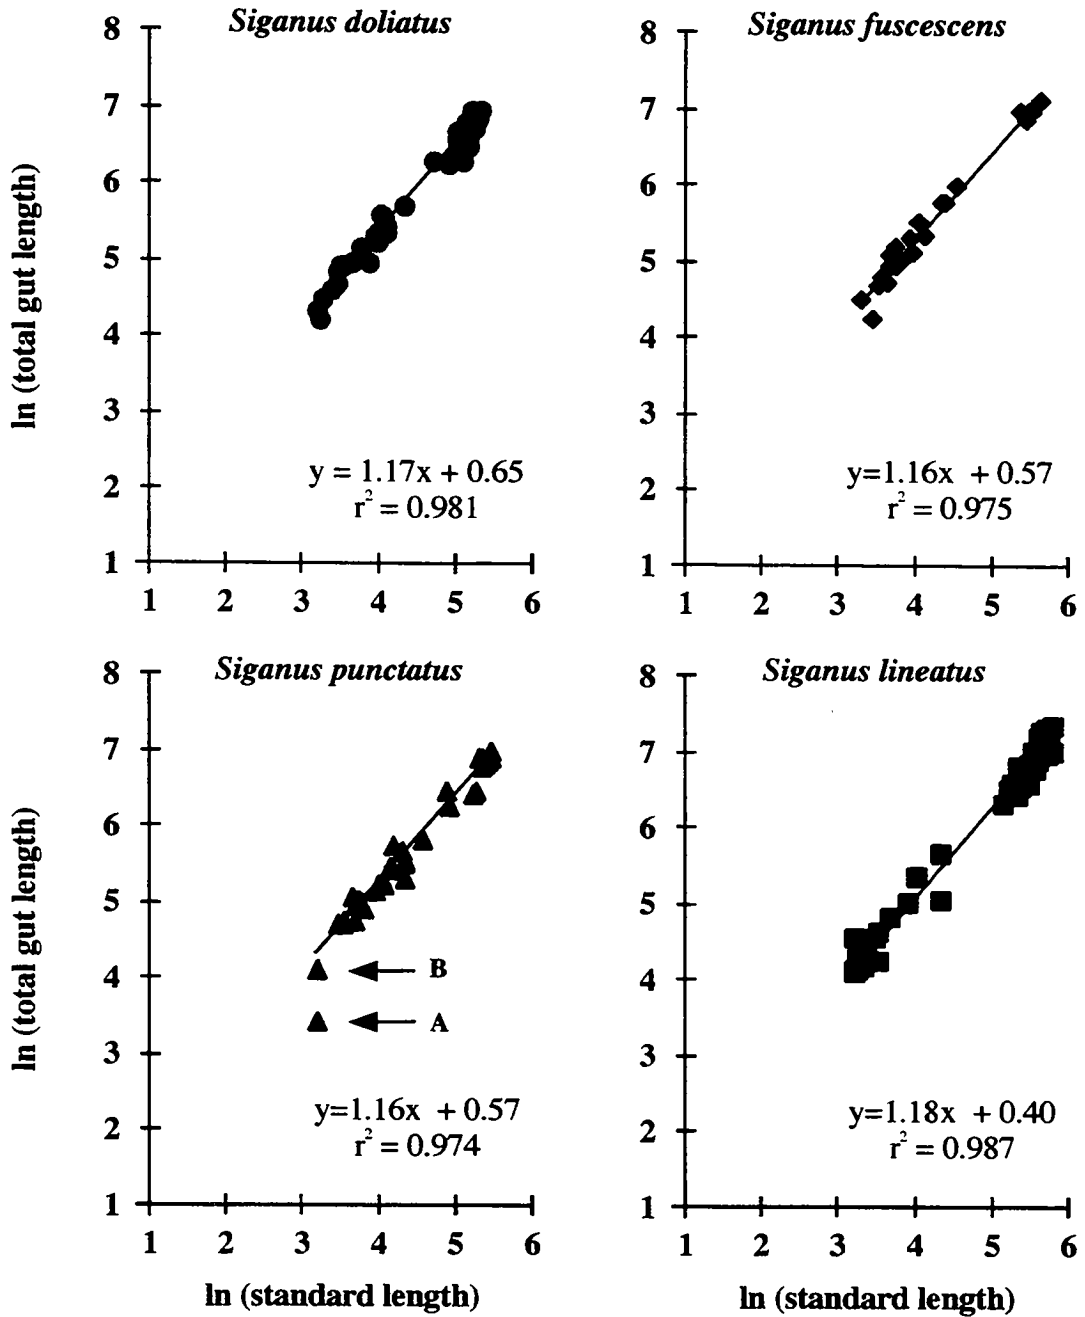 Siganus doliatus
8
7
6
5
4
3
2
1
ln (total gut length)
y = 1.17x + 0.65
r² = 0.981
1 2 3 4 5 6
Siganus fuscescens
8
7
6
5
4
3
2
1
y=1.16x + 0.57
r² = 0.975
1 2 3 4 5 6
Siganus punctatus
8
7
6
5
4
3
2
1
ln (total gut length)
B
A
y=1.16x + 0.57
r² = 0.974
1 2 3 4 5 6
ln (standard length)
Siganus lineatus
8
7
6
5
4
3
2
1
y=1.18x + 0.40
r² = 0.987
1 2 3 4 5 6
ln (standard length)